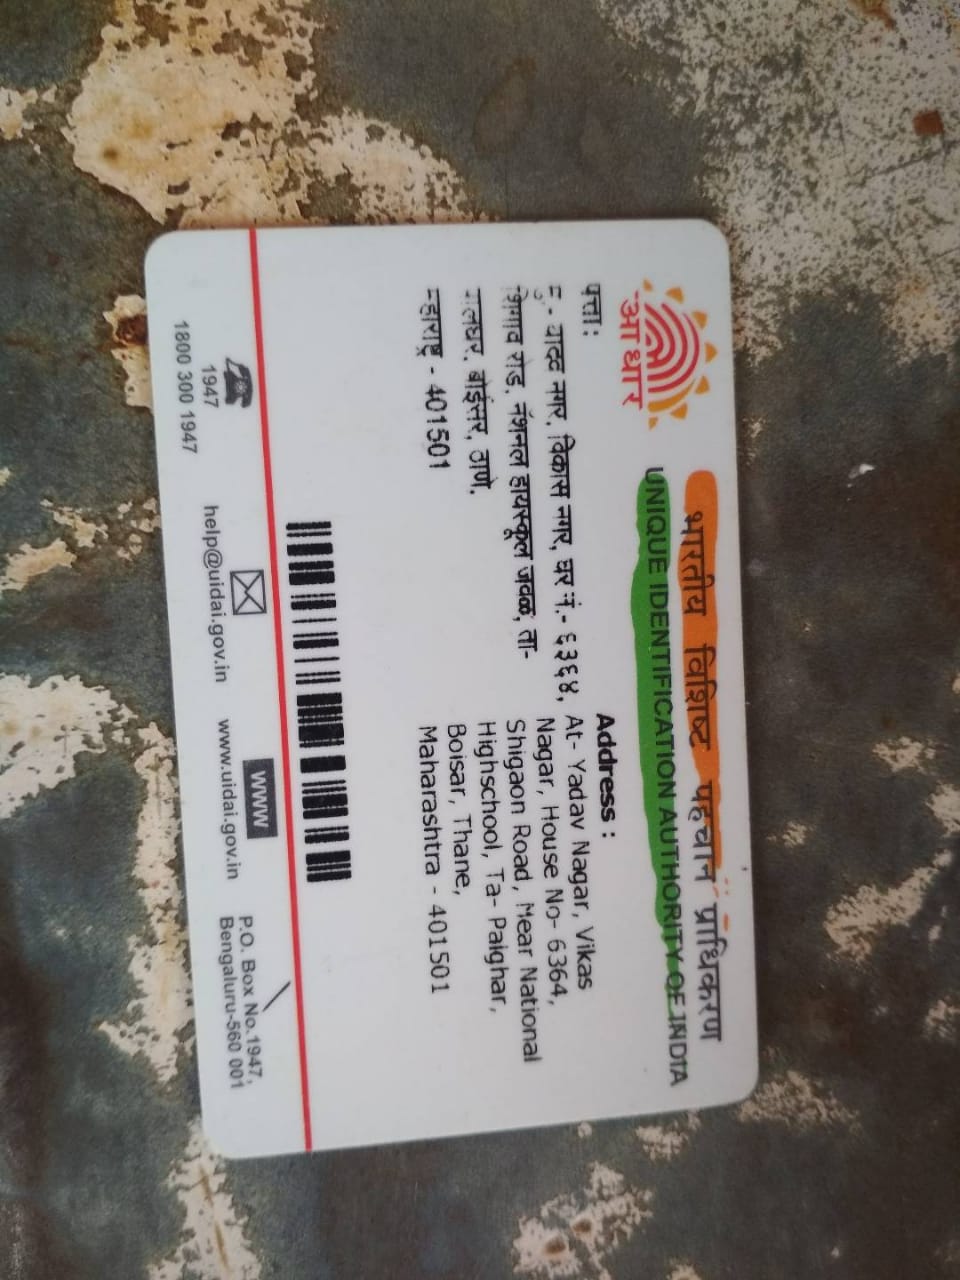 आधार
भारतीय विशिष्ट पहचान प्राधिकरण
UNIQUE IDENTIFICATION AUTHORITY OF INDIA
पत्ता:
मु.- यादव नगर, विकास नगर, घर नं.- ६३६४,
शिगाव रोड, नॅशनल हायस्कूल जवळ, ता-
पालघर, बोईसर, ठाणे,
महाराष्ट्र - 401501
Address :
At- Yadav Nagar, Vikas
Nagar, House No- 6364,
Shigaon Road, Near National
Highschool, Ta- Palghar,
Boisar, Thane,
Maharashtra - 401501
1947
1800 300 1947
help@uidai.gov.in
WWW
www.uidai.gov.in
P.O. Box No.1947,
Bengaluru-560 001